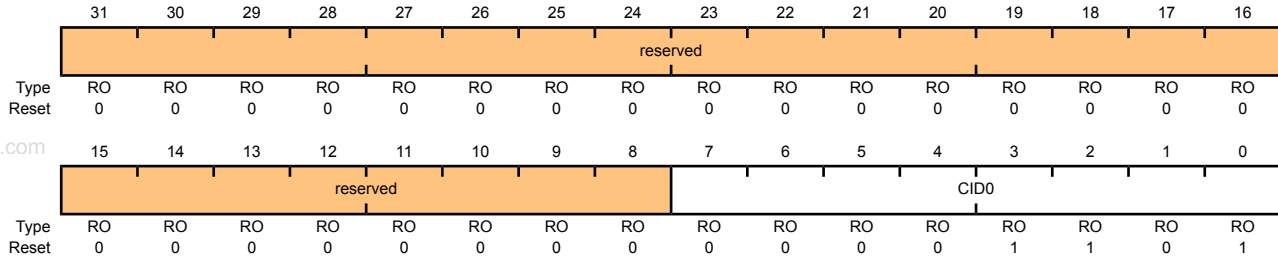 31 30 29 28 27 26 25 24 23 22 21 20 19 18 17 16
reserved
Type RO RO RO RO RO RO RO RO RO RO RO RO RO RO RO RO
Reset 0 0 0 0 0 0 0 0 0 0 0 0 0 0 0 0
.com
15 14 13 12 11 10 9 8 7 6 5 4 3 2 1 0
reserved CID0
Type RO RO RO RO RO RO RO RO RO RO RO RO RO RO RO RO
Reset 0 0 0 0 0 0 0 0 0 0 0 0 1 1 0 1